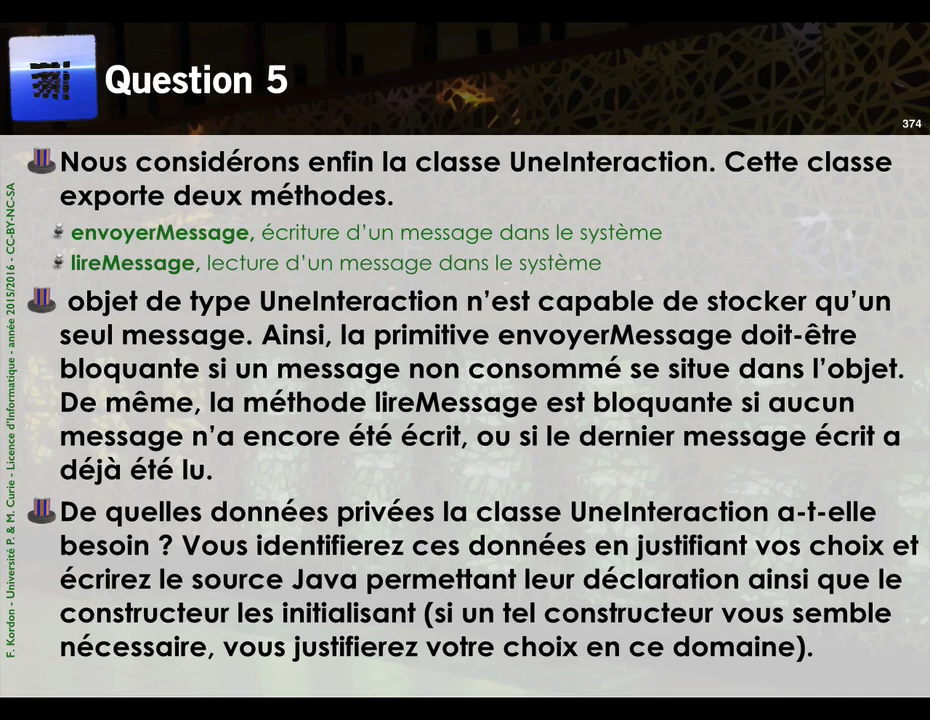 Question 5
374
Nous considérons enfin la classe UneInteraction. Cette classe
exporte deux méthodes.
envoyerMessage, écriture d’un message dans le système
lireMessage, lecture d’un message dans le système
objet de type UneInteraction n’est capable de stocker qu’un
seul message. Ainsi, la primitive envoyerMessage doit-être
bloquante si un message non consommé se situe dans l’objet.
De même, la méthode lireMessage est bloquante si aucun
message n’a encore été écrit, ou si le dernier message écrit a
déjà été lu.
De quelles données privées la classe UneInteraction a-t-elle
besoin ? Vous identifierez ces données en justifiant vos choix et
écrirez le source Java permettant leur déclaration ainsi que le
constructeur les initialisant (si un tel constructeur vous semble
nécessaire, vous justifierez votre choix en ce domaine).
F. Kordon - Université P. & M. Curie - Licence d'Informatique - année 2015/2016 - CC-BY-NC-SA